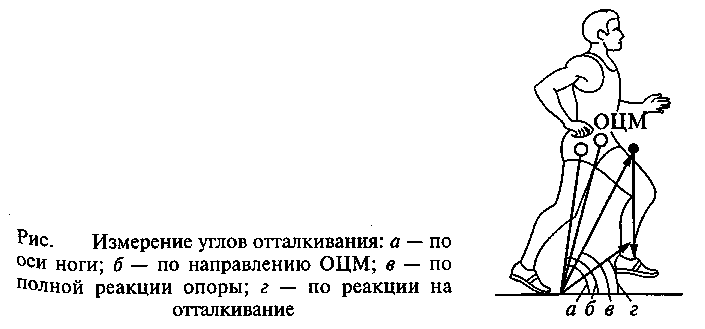 ОЦМ
Рис. Измерение углов отталкивания: а — по
оси ноги; б — по направлению ОЦМ; в — по
полной реакции опоры; г — по реакции на
отталкивание
а б в г